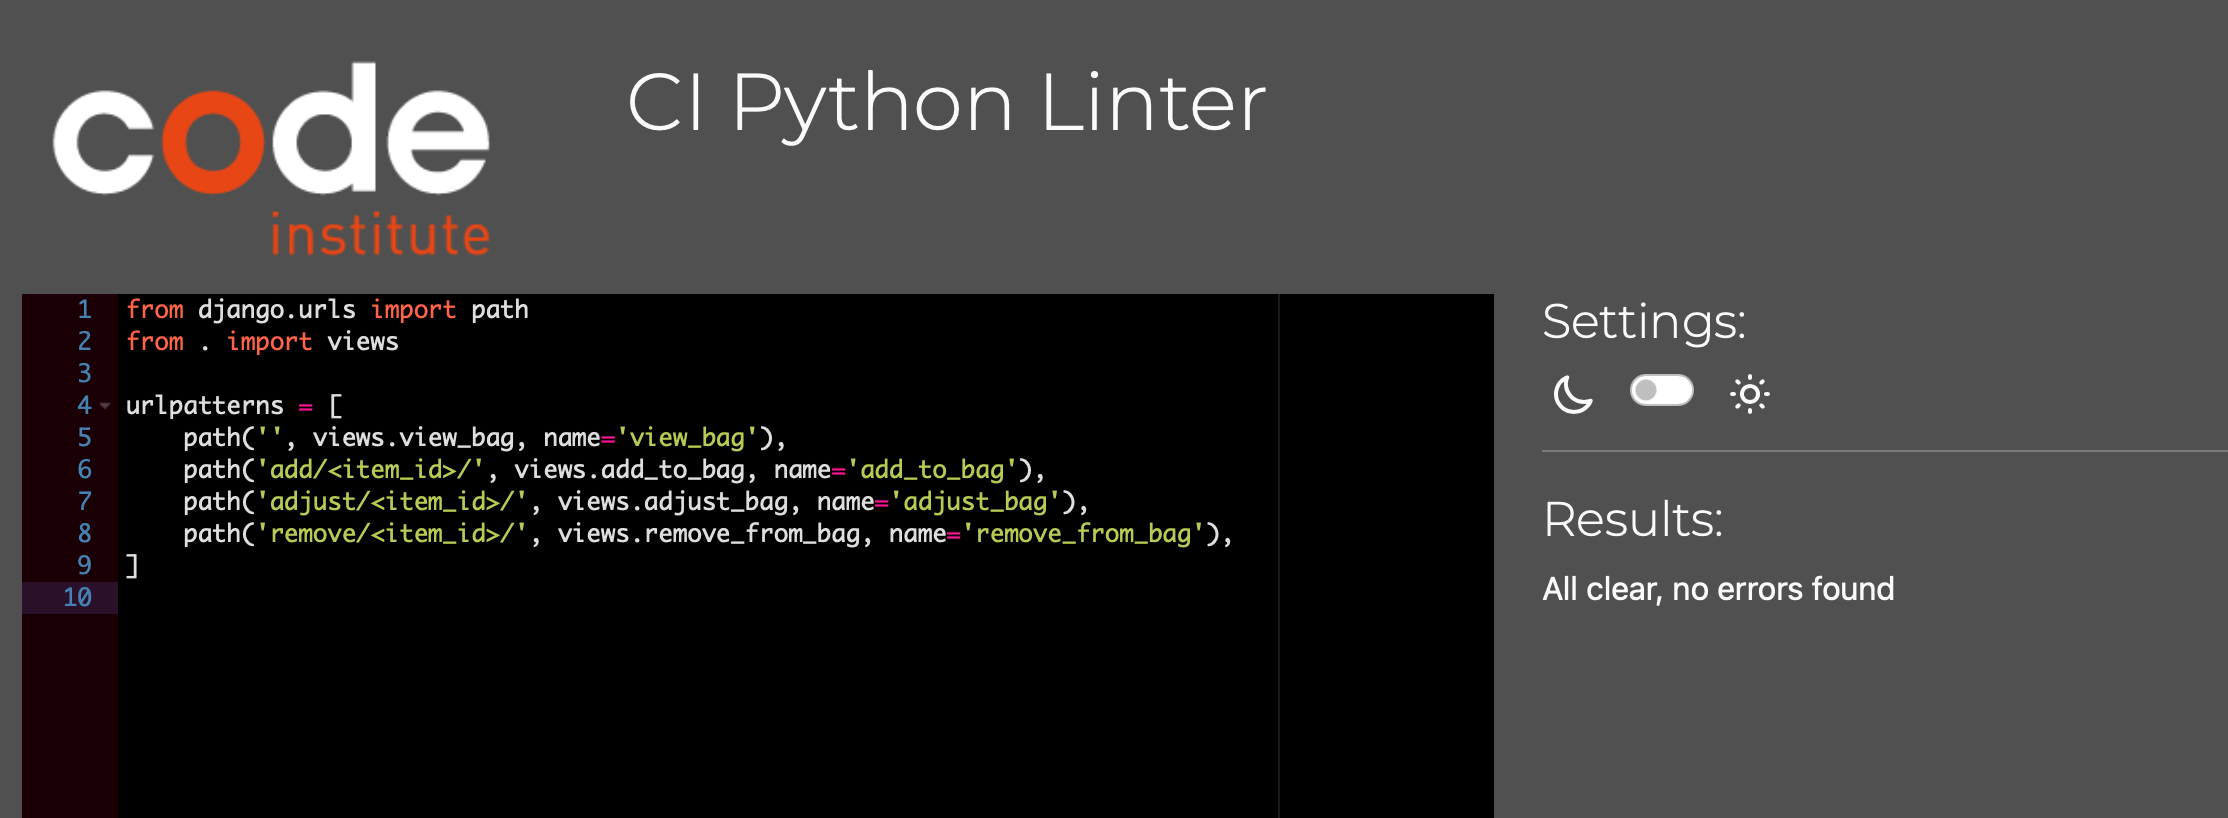 code
institute
CI Python Linter
1 from django.urls import path
2 from . import views
3
4 urlpatterns = [
5     path('', views.view_bag, name='view_bag'),
6     path('add/<item_id>/', views.add_to_bag, name='add_to_bag'),
7     path('adjust/<item_id>/', views.adjust_bag, name='adjust_bag'),
8     path('remove/<item_id>/', views.remove_from_bag, name='remove_from_bag'),
9 ]
10
Settings:
Results:
All clear, no errors found